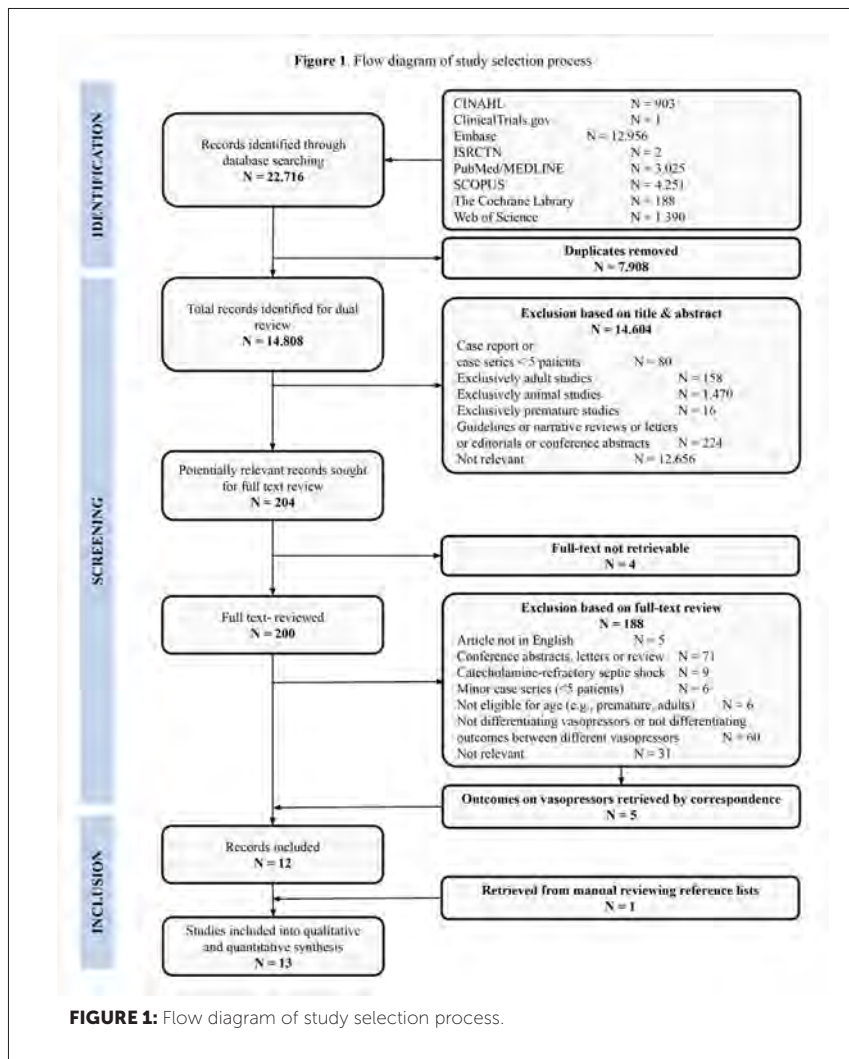 Figure 1. Flow diagram of study selection process
IDENTIFICATION
Records identified through
database searching
N = 22.716
CINAHL N = 903
ClinicalTrials.gov N = 1
Embase N = 12.956
ISRCTN N = 2
PubMed/MEDLINE N = 3.025
SCOPUS N = 4.251
The Cochrane Library N = 188
Web of Science N = 1.390
Duplicates removed
N = 7.908
SCREENING
Total records identified for dual
review
N = 14.808
Exclusion based on title & abstract
N = 14.604
Case report or
case series < 5 patients N = 80
Exclusively adult studies N = 158
Exclusively animal studies N = 1.470
Exclusively premature studies N = 16
Guidelines or narrative reviews or letters
or editorials or conference abstracts N = 224
Not relevant N = 12.656
Potentially relevant records sought
for full text review
N = 204
Full-text not retrievable
N = 4
Full text- reviewed
N = 200
Exclusion based on full-text review
N = 188
Article not in English N = 5
Conference abstracts, letters or review N = 71
Catecholamine-refractory septic shock N = 9
Minor case series (<5 patients) N = 6
Not eligible for age (e.g., premature, adults) N = 6
Not differentiating vasopressors or not differentiating
outcomes between different vasopressors N = 60
Not relevant N = 31
Outcomes on vasopressors retrieved by correspondence
N = 5
INCLUSION
Records included
N = 12
Retrieved from manual reviewing reference lists
N = 1
Studies included into qualitative
and quantitative synthesis
N = 13
FIGURE 1: Flow diagram of study selection process.